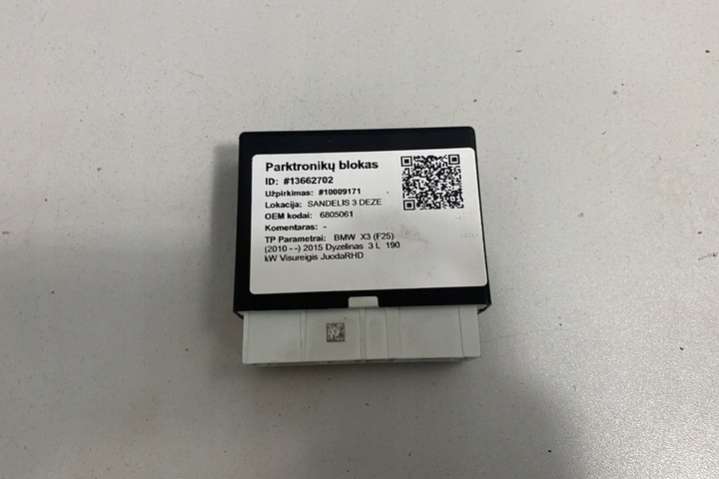 Parktronikų blokas
ID: #13662702
Užpirkimas: #10009171
Lokacija: SANDELIS 3 DEZE
OEM kodai: 6805061
Komentaras: -
TP Parametrai: BMW X3 (F25)
(2010 - -) 2015 Dyzelinas 3 L 190
kW Visureigis JuodaRHD